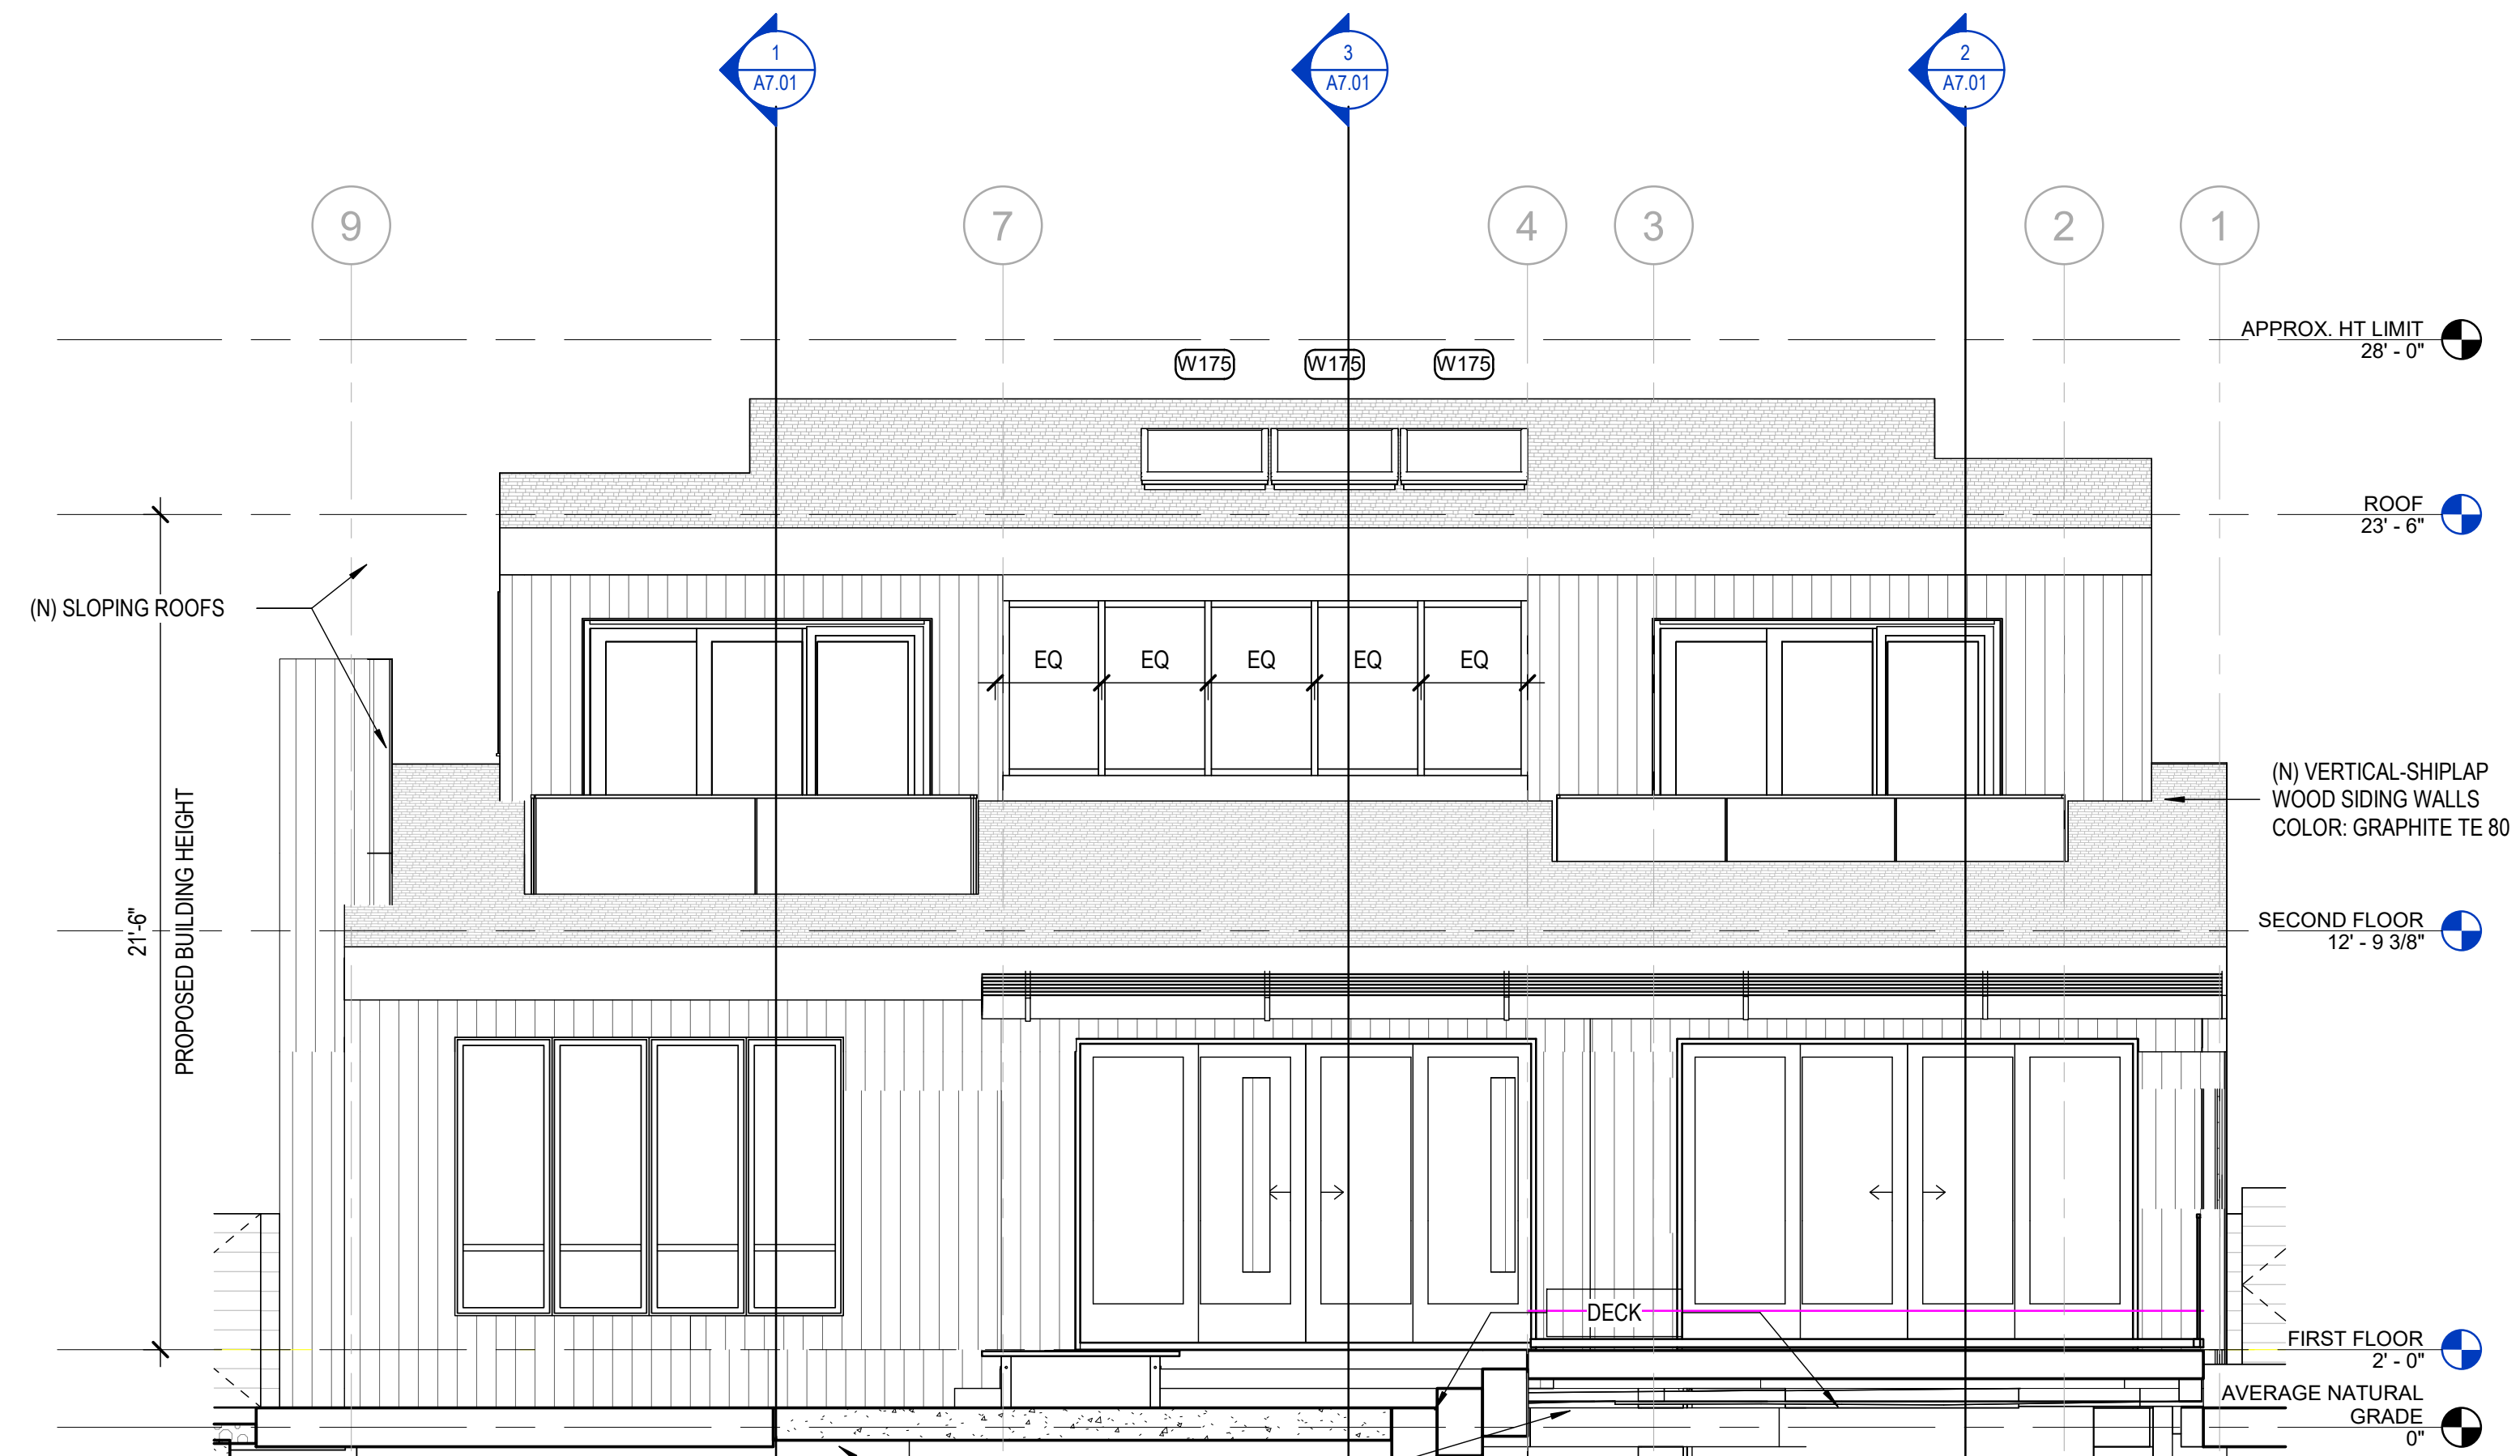 1
A7.01
3
A7.01
2
A7.01
9
7
4
3
2
1
APPROX. HT LIMIT
28' - 0"
W175
W175
W175
ROOF
23' - 6"
(N) SLOPING ROOFS
EQ
EQ
EQ
EQ
EQ
(N) VERTICAL-SHIPLAP
WOOD SIDING WALLS
COLOR: GRAPHITE TE 80
21'-6"
PROPOSED BUILDING HEIGHT
SECOND FLOOR
12' - 9 3/8"
DECK
FIRST FLOOR
2' - 0"
AVERAGE NATURAL
GRADE
0"